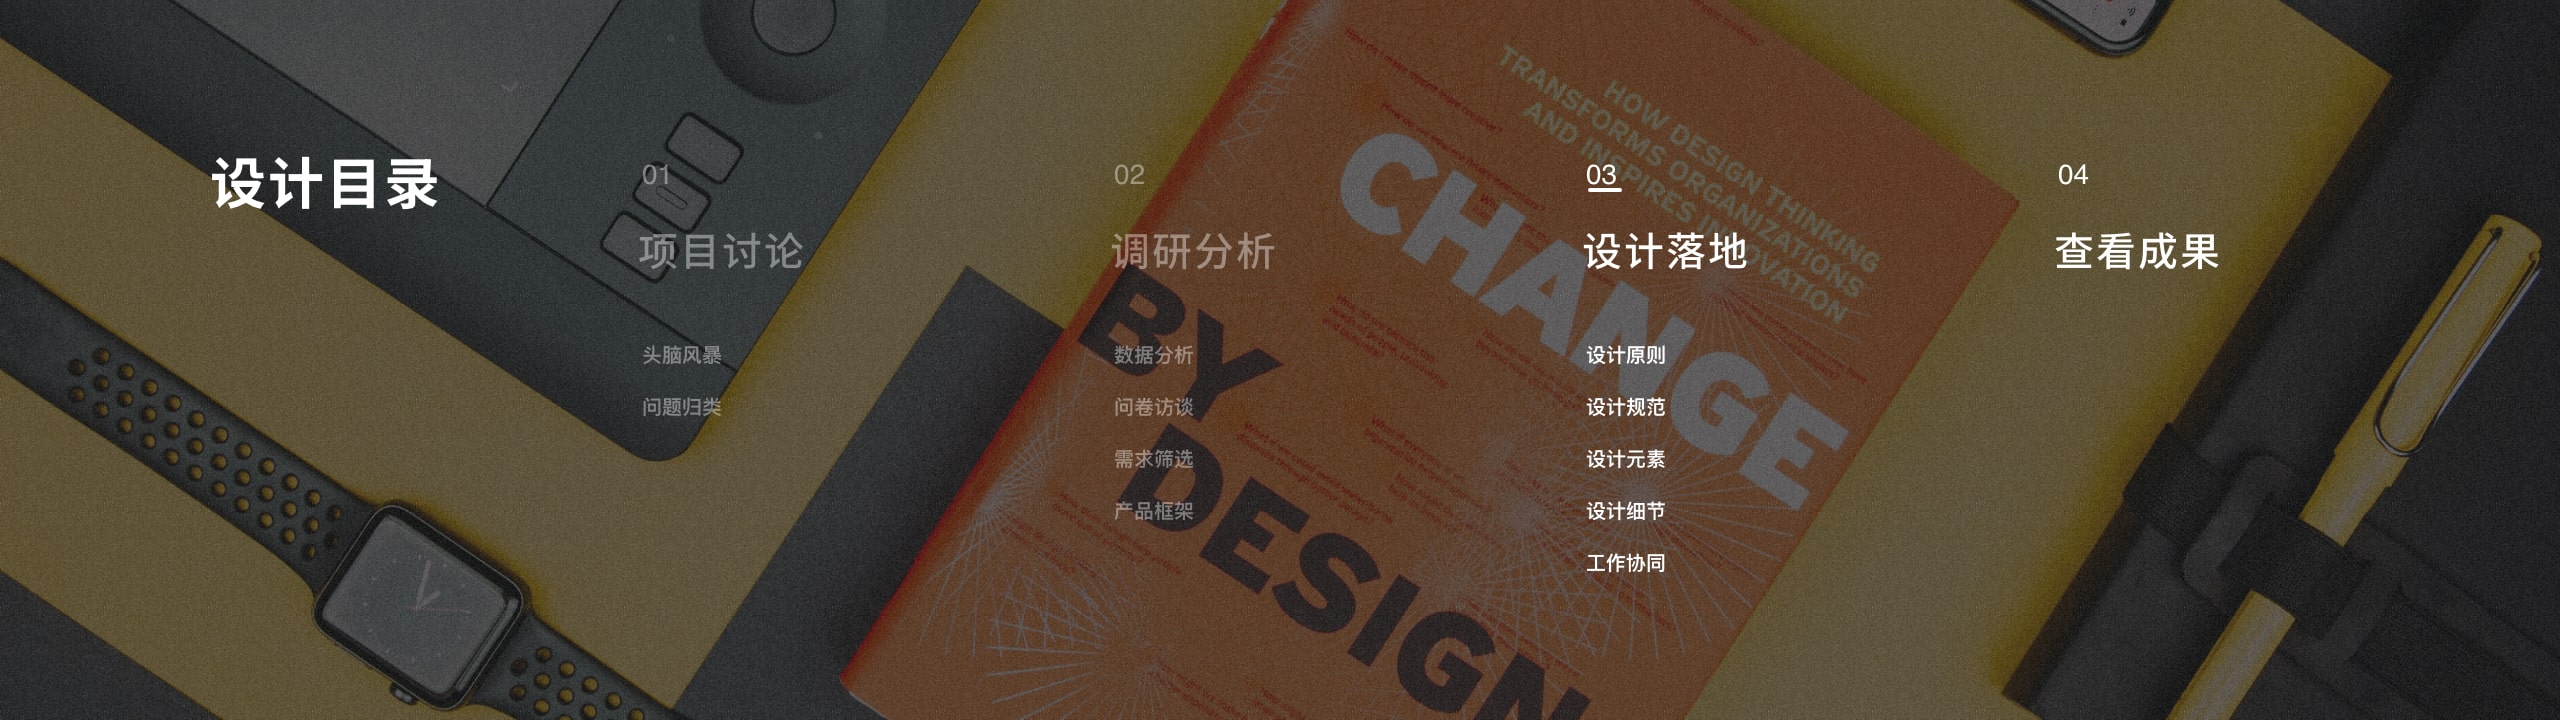 设计目录
01
项目讨论
头脑风暴
问题归类
02
调研分析
数据分析
问卷访谈
需求筛选
产品框架
03
设计落地
设计原则
设计规范
设计元素
设计细节
工作协同
04
查看成果
HOW DESIGN THINKING
TRANSFORMS ORGANIZATIONS
AND INSPIRES INNOVATION
CHANGE
BY
DESIGN